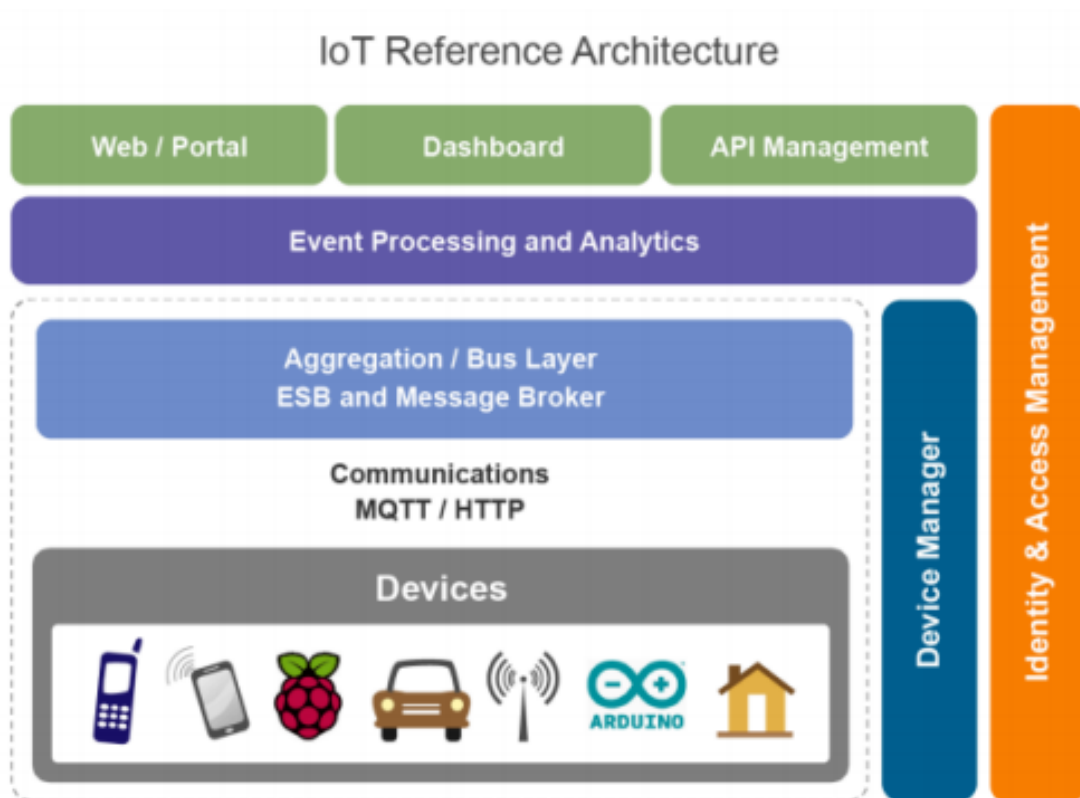 IoT Reference Architecture
Web / Portal
Dashboard
API Management
Event Processing and Analytics
Aggregation / Bus Layer
ESB and Message Broker
Communications
MQTT / HTTP
Devices
ARDUINO
Device Manager
Identity & Access Management